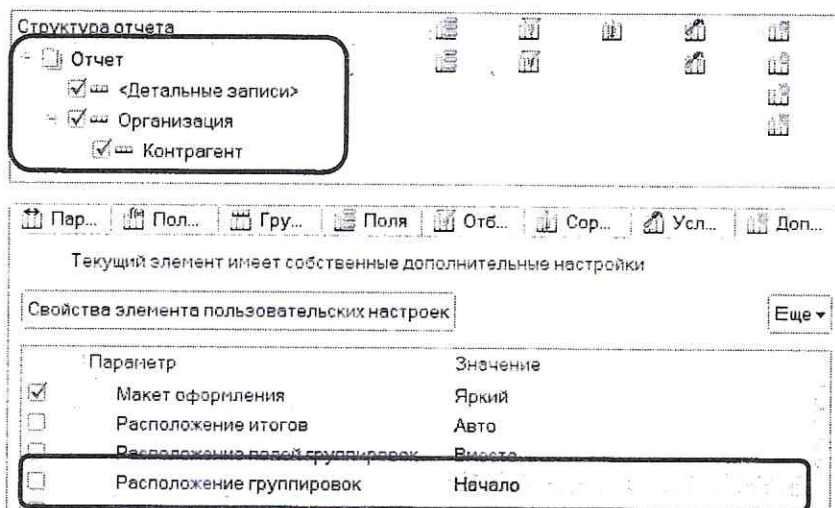 Структура отчета
Отчет
<Детальные записи>
Организация
Контрагент
Пар... Пол... Гру... Поля Отб... Сор... Усл... Доп...
Текущий элемент имеет собственные дополнительные настройки
Свойства элемента пользовательских настроек Еще
Параметр Значение
Макет оформления Яркий
Расположение итогов Авто
Расположение полей группировок Вместе
Расположение группировок Начало